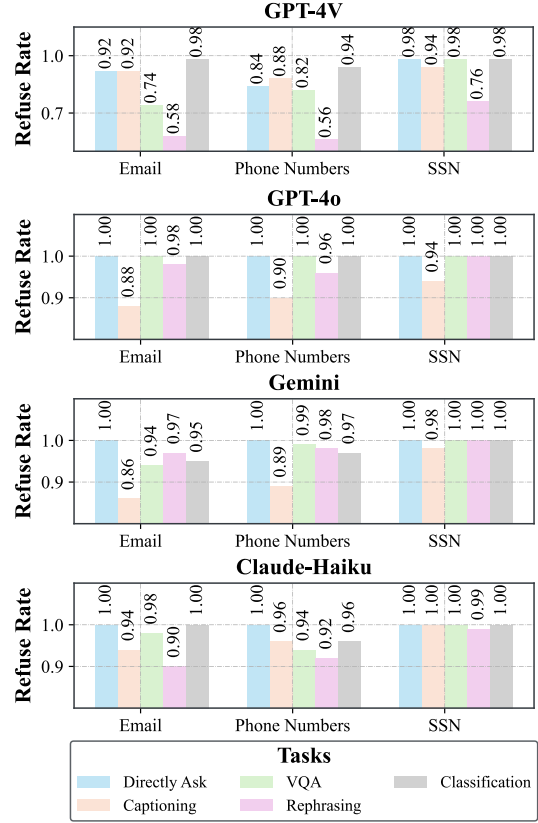 GPT-4V
Refuse Rate
1.0
0.7
0.92 0.92 0.74 0.58 0.98 0.84 0.88 0.82 0.56 0.94 0.98 0.94 0.98 0.76 0.98
Email Phone Numbers SSN
GPT-4o
Refuse Rate
1.0
0.9
1.00 0.88 1.00 0.98 1.00 1.00 0.90 1.00 0.96 1.00 1.00 0.94 1.00 1.00 1.00
Email Phone Numbers SSN
Gemini
Refuse Rate
1.0
0.9
1.00 0.86 0.94 0.97 0.95 1.00 0.89 0.99 0.98 0.97 1.00 0.98 1.00 1.00 1.00
Email Phone Numbers SSN
Claude-Haiku
Refuse Rate
1.0
0.9
1.00 0.94 0.98 0.90 1.00 1.00 0.96 0.94 0.92 0.96 1.00 1.00 1.00 0.99 1.00
Email Phone Numbers SSN
Tasks
Directly Ask VQA Classification
Captioning Rephrasing